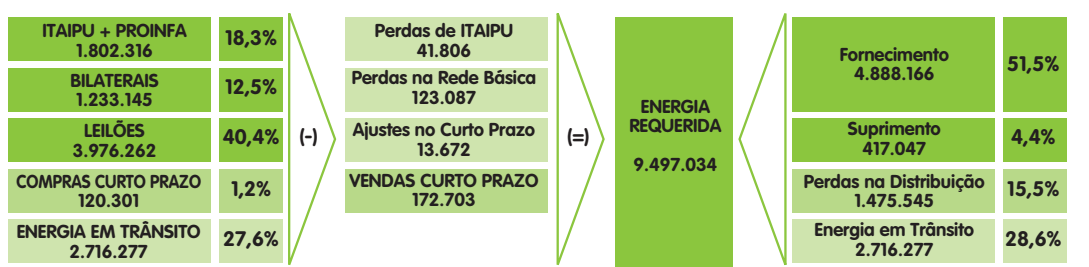 ITAIPU + PROINFA
1.802.316
18,3%
BILATERAIS
1.233.145
12,5%
LEILÕES
3.976.262
40,4%
COMPRAS CURTO PRAZO
120.301
1,2%
ENERGIA EM TRÂNSITO
2.716.277
27,6%
(-)
Perdas de ITAIPU
41.806
Perdas na Rede Básica
123.087
Ajustes no Curto Prazo
13.672
VENDAS CURTO PRAZO
172.703
(=)
ENERGIA
REQUERIDA
9.497.034
Fornecimento
4.888.166
51,5%
Suprimento
417.047
4,4%
Perdas na Distribuição
1.475.545
15,5%
Energia em Trânsito
2.716.277
28,6%